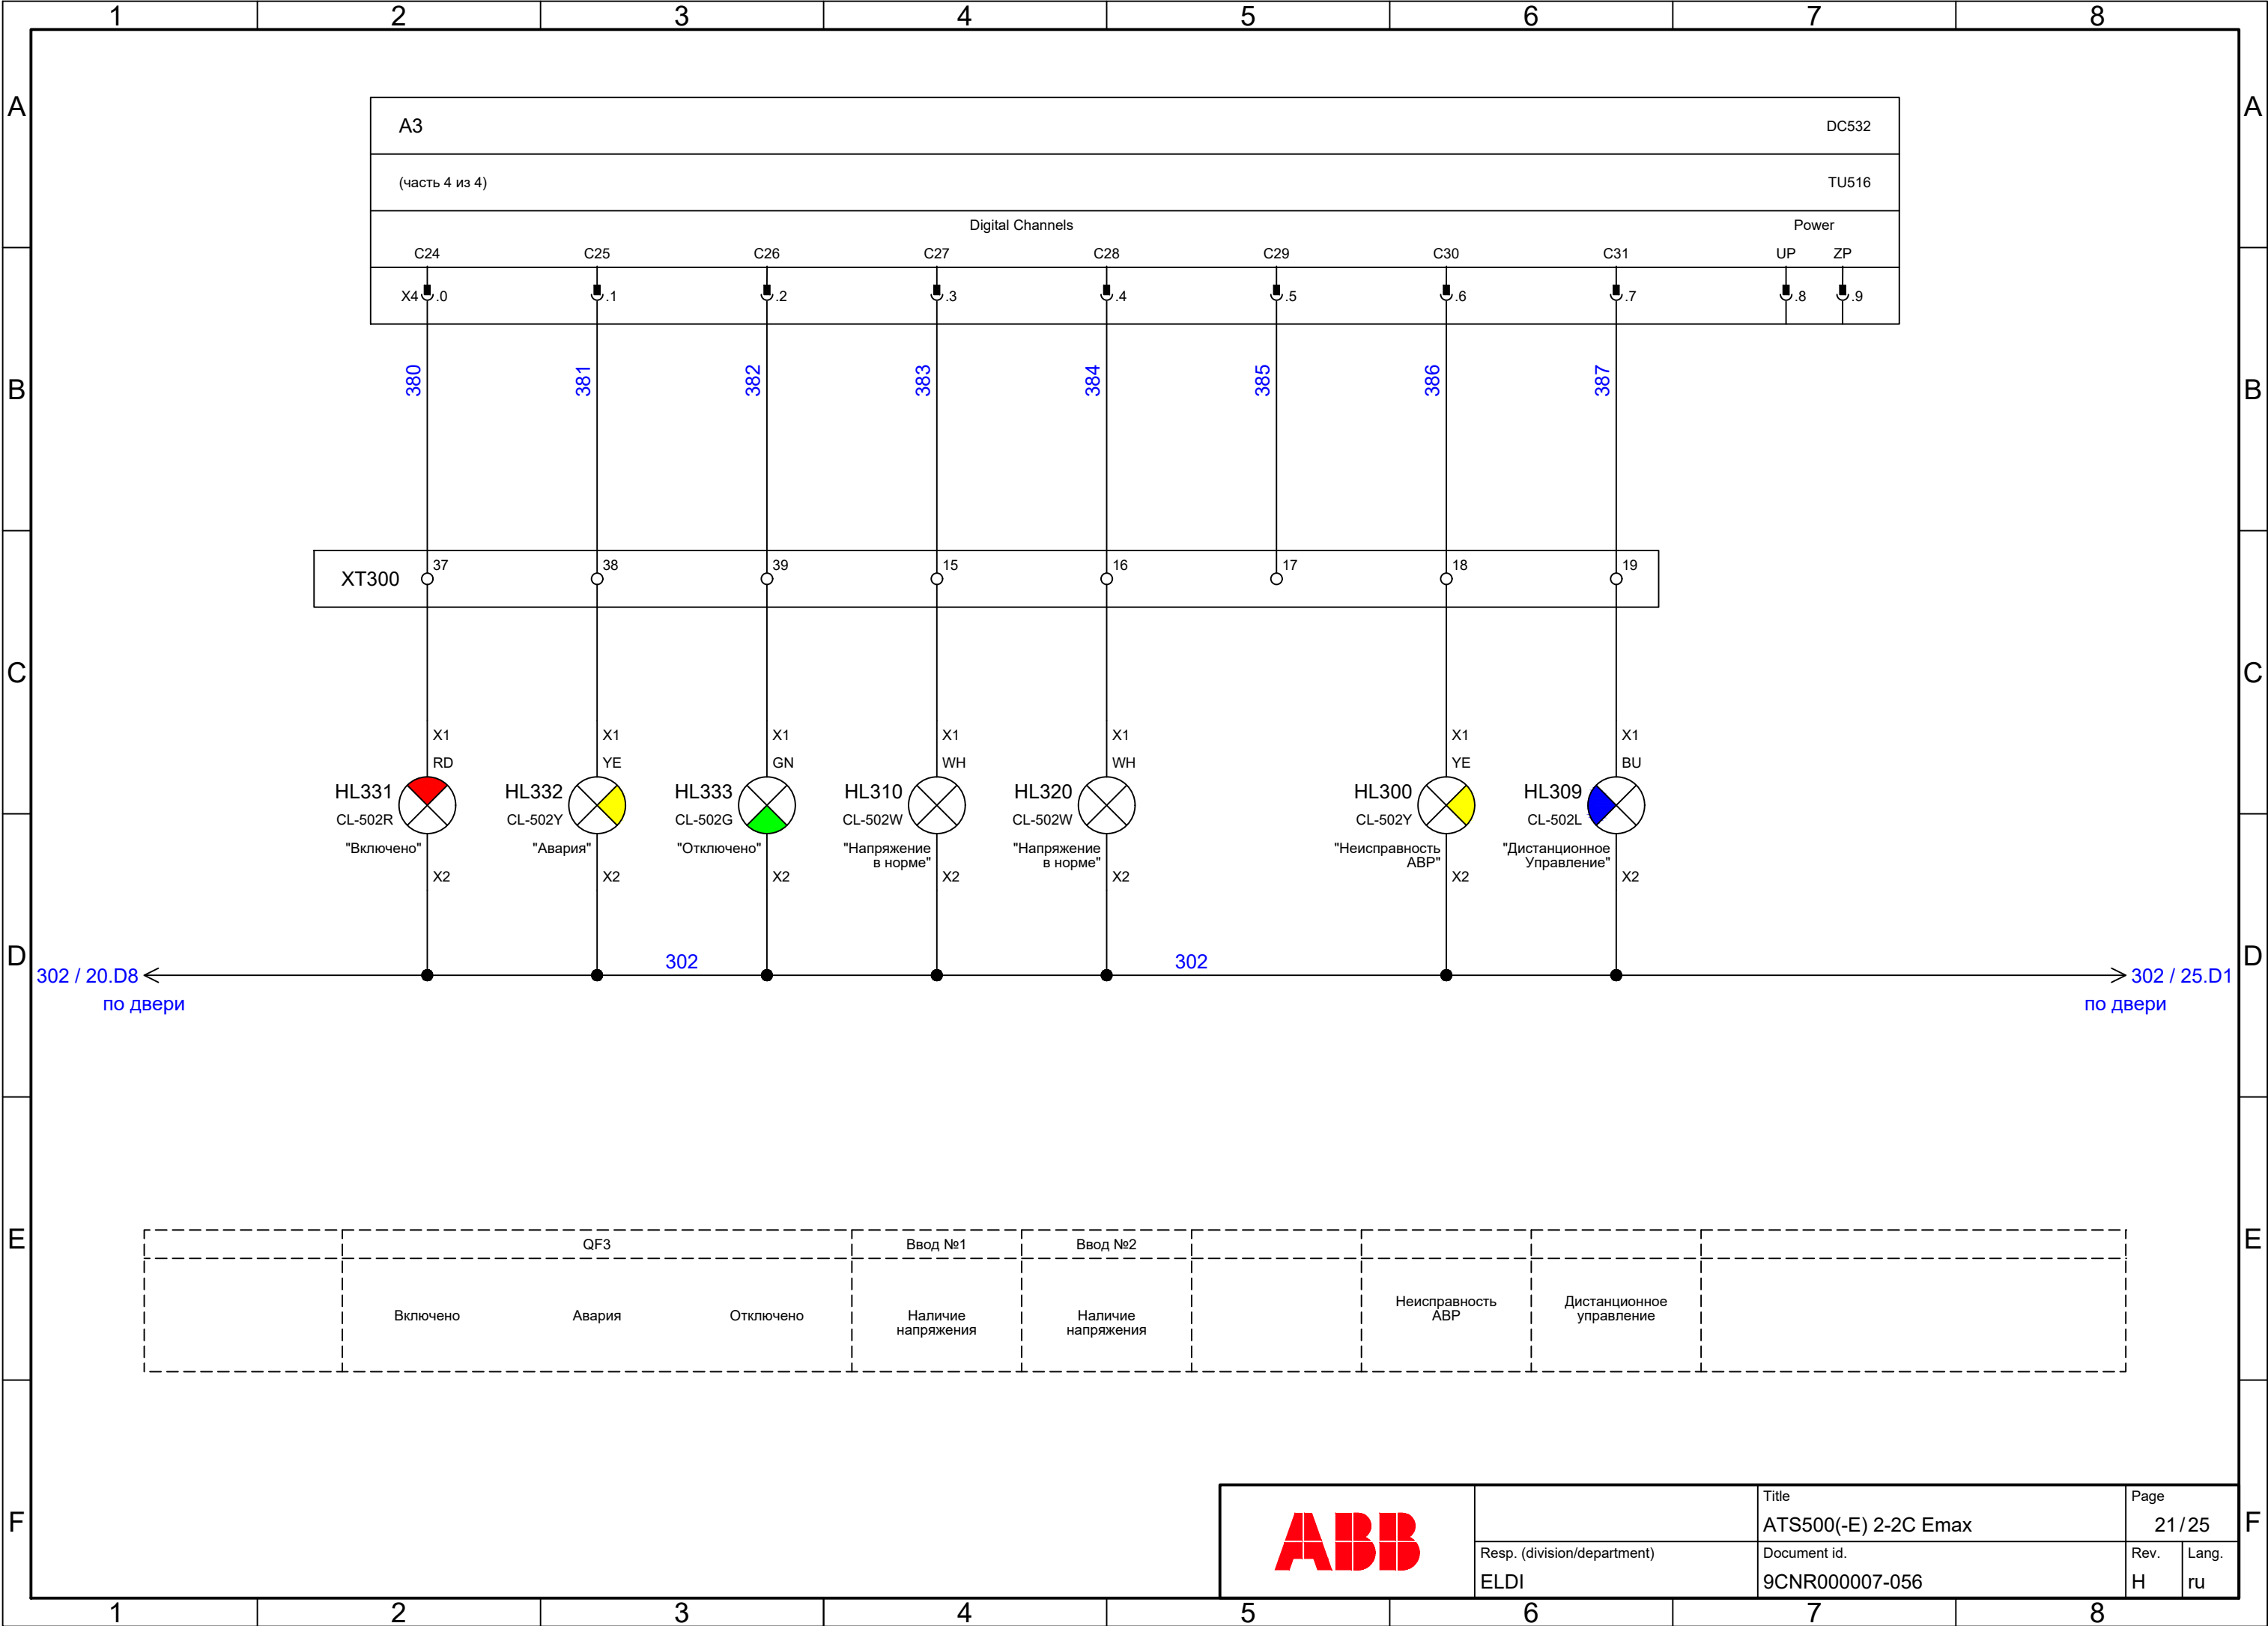 1 2 3 4 5 6 7 8
A A
A3 DC532
(часть 4 из 4) TU516
Digital Channels Power
C24 C25 C26 C27 C28 C29 C30 C31 UP ZP
X4 .0 .1 .2 .3 .4 .5 .6 .7 .8 .9
B B
380 381 382 383 384 385 386 387
XT300 37 38 39 15 16 17 18 19
C C
X1 X1 X1 X1 X1 X1 X1
RD YE GN WH WH YE BU
HL331 HL332 HL333 HL310 HL320 HL300 HL309
CL-502R CL-502Y CL-502G CL-502W CL-502W CL-502Y CL-502L
"Включено" "Авария" "Отключено" "Напряжение "Напряжение "Неисправность "Дистанционное
в норме" в норме" АВР" Управление"
X2 X2 X2 X2 X2 X2 X2
D D
302 302
302 / 20.D8 302 / 25.D1
по двери по двери
E E
QF3 Ввод №1 Ввод №2
Включено Авария Отключено Наличие Наличие Неисправность Дистанционное
напряжения напряжения АВР управление
F F
ABB
Title Page
ATS500(-E) 2-2C Emax 21 / 25
Resp. (division/department) Document id. Rev. Lang.
ELDI 9CNR000007-056 H ru
1 2 3 4 5 6 7 8